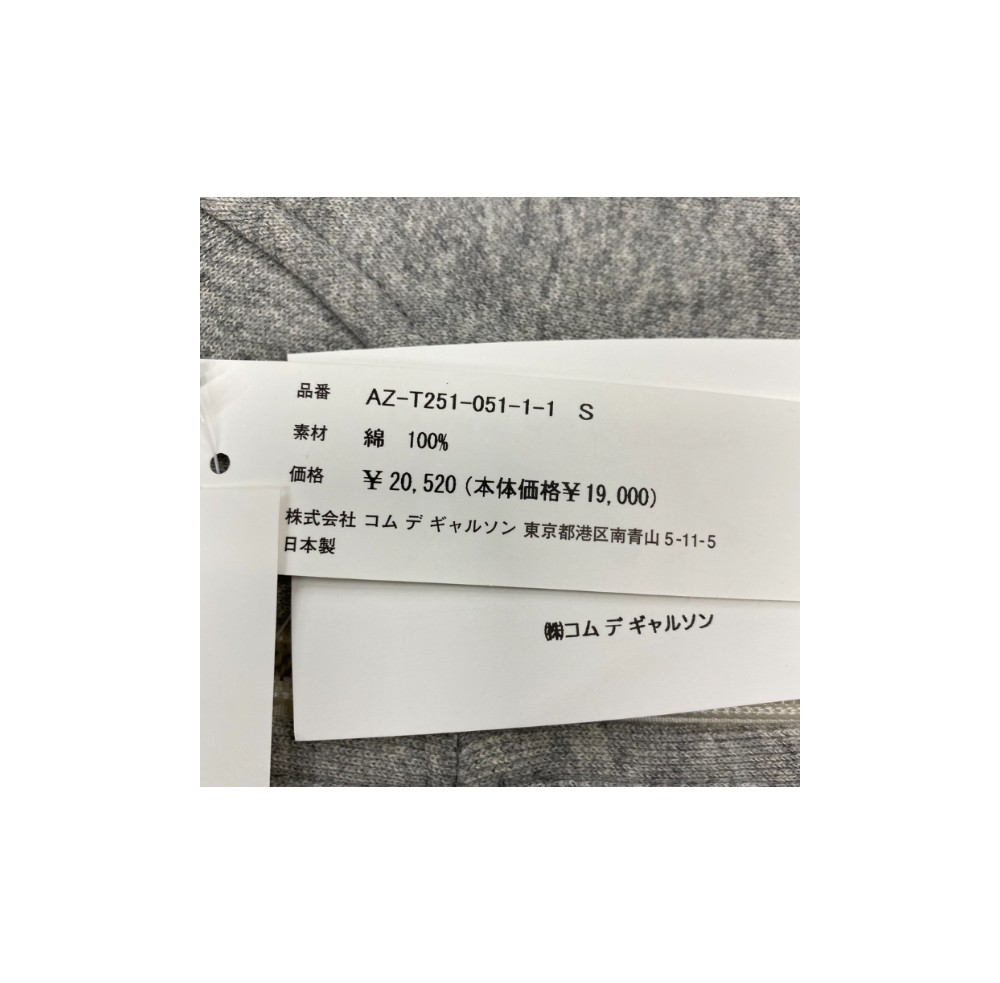 品番 AZ-T251-051-1-1 S
素材 綿 100%
価格 ¥ 20,520 (本体価格¥ 19,000)
株式会社 コム デ ギャルソン 東京都港区南青山 5-11-5
日本製
㈱コム デ ギャルソン